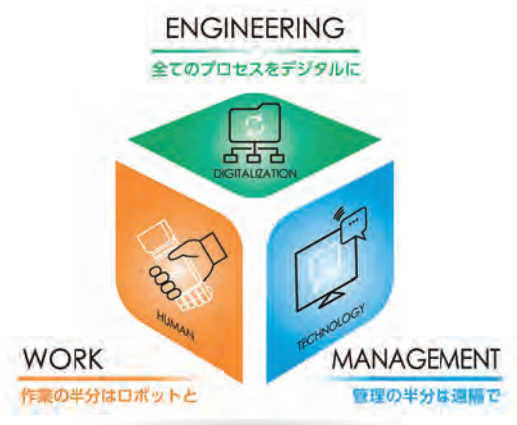 ENGINEERING
全てのプロセスをデジタルに
DIGITALIZATION
HUMAN
TECHNOLOGY
WORK
作業の半分はロボットと
MANAGEMENT
管理の半分は遠隔で